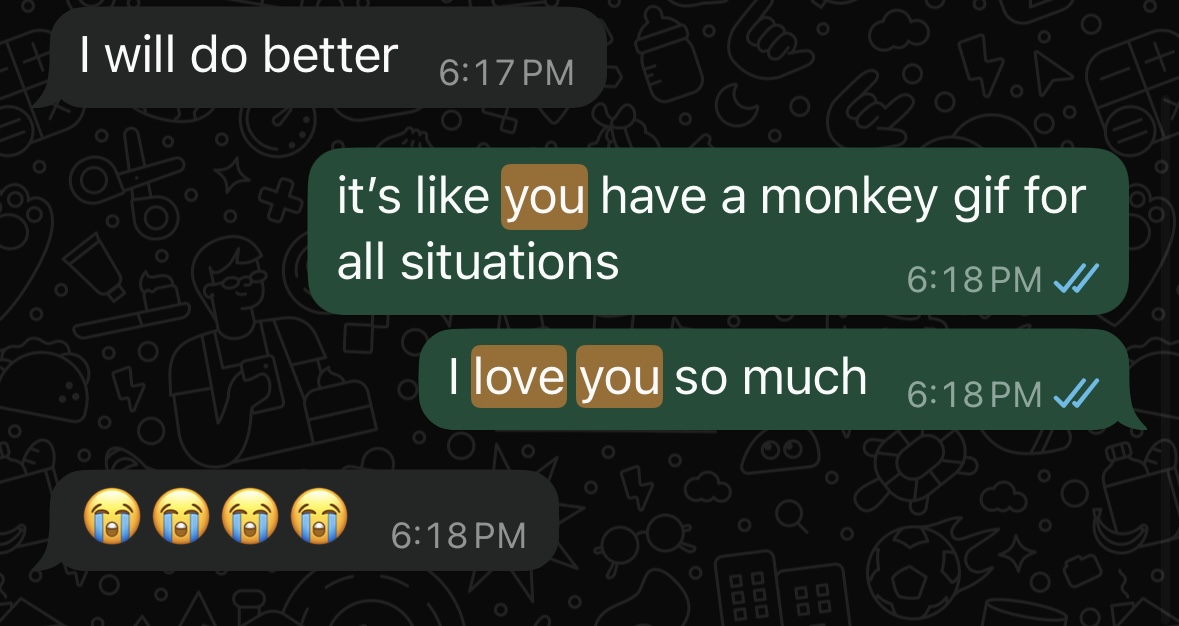 I will do better 6:17 PM
it's like you have a monkey gif for
all situations 6:18 PM
I love you so much 6:18 PM
😭😭😭😭 6:18 PM